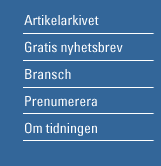 Artikelarkivet
Gratis nyhetsbrev
Bransch
Prenumerera
Om tidningen